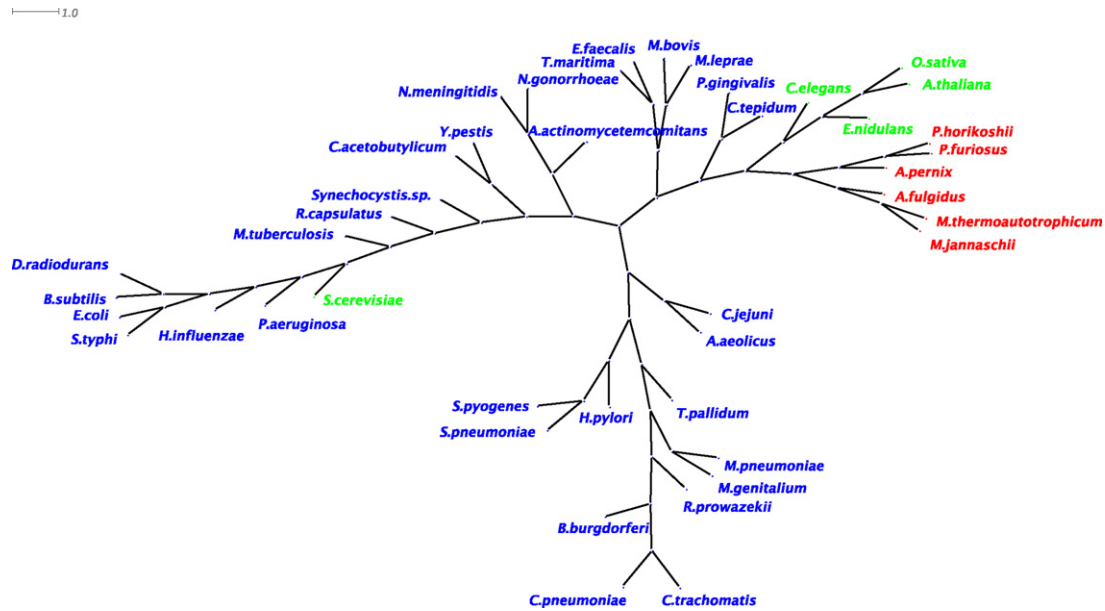 1.0
E.faecalis
M.bovis
T.maritima
M.leprae
O.sativa
N.gonorrhoeae
P.gingivalis
C.elegans
A.thaliana
N.meningitidis
C.tepidum
Y.pestis
A.actinomycetemcomitans
E.nidulans
P.horikoshii
C.acetobutylicum
P.furiosus
A.pernix
Synechocystis.sp.
A.fulgidus
R.capsulatus
M.thermoautotrophicum
M.tuberculosis
M.jannaschii
D.radiodurans
B.subtilis
S.cerevisiae
E.coli
C.jejuni
P.aeruginosa
S.typhi
H.influenzae
A.aeolicus
S.pyogenes
H.pylori
T.pallidum
S.pneumoniae
M.pneumoniae
M.genitalium
R.prowazekii
B.burgdorferi
C.pneumoniae
C.trachomatis